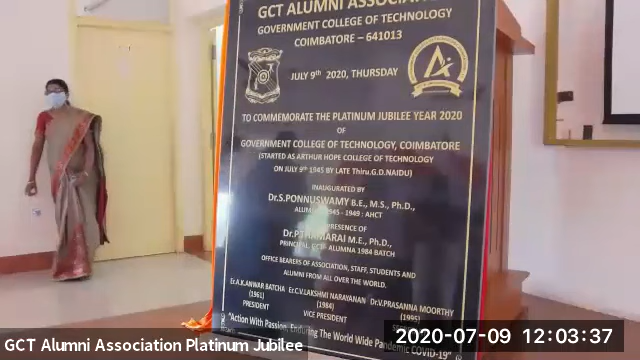 GCT ALUMNI
GOVERNMENT COLLEGE OF TECHNOLOGY
COIMBATORE – 641013
JULY 9th 2020, THURSDAY
TO COMMEMORATE THE PLATINUM JUBILEE YEAR 2020
OF
GOVERNMENT COLLEGE OF TECHNOLOGY, COIMBATORE
(STARTED AS ARTHUR HOPE COLLEGE OF TECHNOLOGY
ON JULY 9th 1945 BY LATE Thiru.G.D.NAIDU)
INAUGURATED BY
Dr.S.PONNUSWAMY B.E., M.S., Ph.D.,
1945 - 1949 : AHCT
PRESENCE OF
M.E., Ph.D.,
PRINCIPAL, GCT- ALUMNA 1984 BATCH
OFFICE BEARERS OF ASSOCIATION, STAFF, STUDENTS AND
ALUMNI FROM ALL OVER THE WORLD.
Er.A.K.ANWAR BATCHA Er.C.V.LAKSHMI NARAYANAN Dr.V.PRASANNA MOORTHY
(1961) (1984) (1995)
PRESIDENT VICE PRESIDENT
"Action With Passion, Enduring The World Wide Pandemic COVID-19"
GCT Alumni Association Platinum Jubilee
2020-07-09 12:03:37